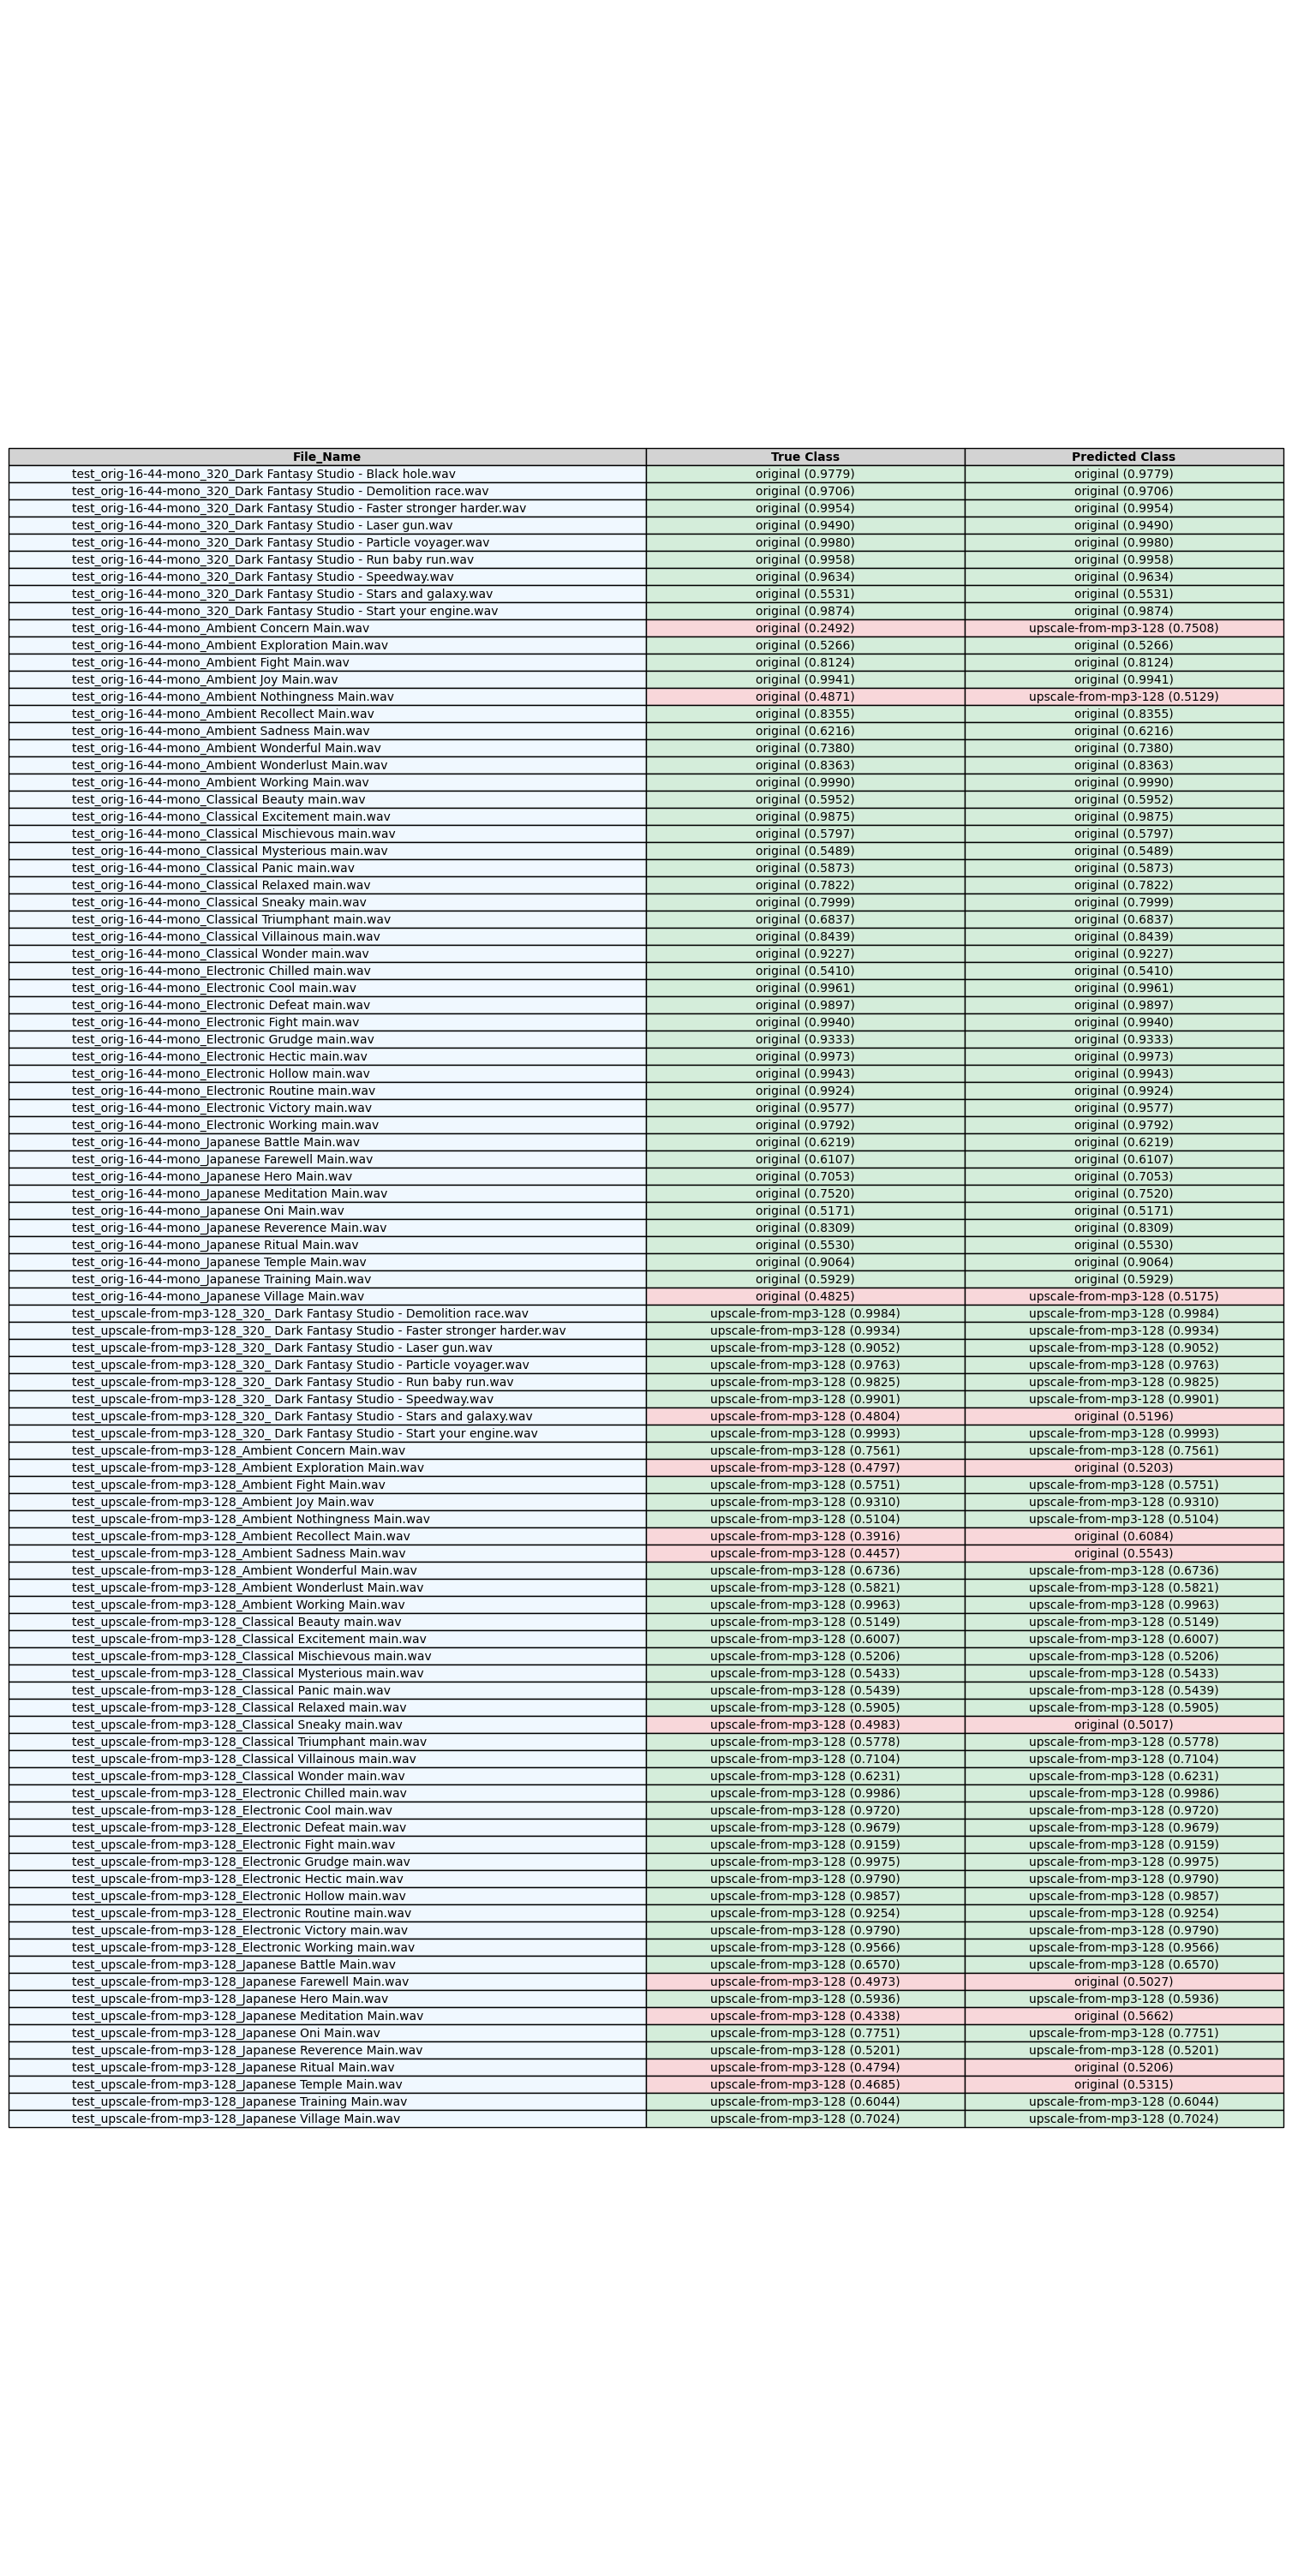 File_Name True Class Predicted Class
test_orig-16-44-mono_320_Dark Fantasy Studio - Black hole.wav original (0.9779) original (0.9779)
test_orig-16-44-mono_320_Dark Fantasy Studio - Demolition race.wav original (0.9706) original (0.9706)
test_orig-16-44-mono_320_Dark Fantasy Studio - Faster stronger harder.wav original (0.9954) original (0.9954)
test_orig-16-44-mono_320_Dark Fantasy Studio - Laser gun.wav original (0.9490) original (0.9490)
test_orig-16-44-mono_320_Dark Fantasy Studio - Particle voyager.wav original (0.9980) original (0.9980)
test_orig-16-44-mono_320_Dark Fantasy Studio - Run baby run.wav original (0.9958) original (0.9958)
test_orig-16-44-mono_320_Dark Fantasy Studio - Speedway.wav original (0.9634) original (0.9634)
test_orig-16-44-mono_320_Dark Fantasy Studio - Stars and galaxy.wav original (0.5531) original (0.5531)
test_orig-16-44-mono_320_Dark Fantasy Studio - Start your engine.wav original (0.9874) original (0.9874)
test_orig-16-44-mono_Ambient Concern Main.wav original (0.2492) upscale-from-mp3-128 (0.7508)
test_orig-16-44-mono_Ambient Exploration Main.wav original (0.5266) original (0.5266)
test_orig-16-44-mono_Ambient Fight Main.wav original (0.8124) original (0.8124)
test_orig-16-44-mono_Ambient Joy Main.wav original (0.9941) original (0.9941)
test_orig-16-44-mono_Ambient Nothingness Main.wav original (0.4871) upscale-from-mp3-128 (0.5129)
test_orig-16-44-mono_Ambient Recollect Main.wav original (0.8355) original (0.8355)
test_orig-16-44-mono_Ambient Sadness Main.wav original (0.6216) original (0.6216)
test_orig-16-44-mono_Ambient Wonderful Main.wav original (0.7380) original (0.7380)
test_orig-16-44-mono_Ambient Wonderlust Main.wav original (0.8363) original (0.8363)
test_orig-16-44-mono_Ambient Working Main.wav original (0.9990) original (0.9990)
test_orig-16-44-mono_Classical Beauty main.wav original (0.5952) original (0.5952)
test_orig-16-44-mono_Classical Excitement main.wav original (0.9875) original (0.9875)
test_orig-16-44-mono_Classical Mischievous main.wav original (0.5797) original (0.5797)
test_orig-16-44-mono_Classical Mysterious main.wav original (0.5489) original (0.5489)
test_orig-16-44-mono_Classical Panic main.wav original (0.5873) original (0.5873)
test_orig-16-44-mono_Classical Relaxed main.wav original (0.7822) original (0.7822)
test_orig-16-44-mono_Classical Sneaky main.wav original (0.7999) original (0.7999)
test_orig-16-44-mono_Classical Triumphant main.wav original (0.6837) original (0.6837)
test_orig-16-44-mono_Classical Villainous main.wav original (0.8439) original (0.8439)
test_orig-16-44-mono_Classical Wonder main.wav original (0.9227) original (0.9227)
test_orig-16-44-mono_Electronic Chilled main.wav original (0.5410) original (0.5410)
test_orig-16-44-mono_Electronic Cool main.wav original (0.9961) original (0.9961)
test_orig-16-44-mono_Electronic Defeat main.wav original (0.9897) original (0.9897)
test_orig-16-44-mono_Electronic Fight main.wav original (0.9940) original (0.9940)
test_orig-16-44-mono_Electronic Grudge main.wav original (0.9333) original (0.9333)
test_orig-16-44-mono_Electronic Hectic main.wav original (0.9973) original (0.9973)
test_orig-16-44-mono_Electronic Hollow main.wav original (0.9943) original (0.9943)
test_orig-16-44-mono_Electronic Routine main.wav original (0.9924) original (0.9924)
test_orig-16-44-mono_Electronic Victory main.wav original (0.9577) original (0.9577)
test_orig-16-44-mono_Electronic Working main.wav original (0.9792) original (0.9792)
test_orig-16-44-mono_Japanese Battle Main.wav original (0.6219) original (0.6219)
test_orig-16-44-mono_Japanese Farewell Main.wav original (0.6107) original (0.6107)
test_orig-16-44-mono_Japanese Hero Main.wav original (0.7053) original (0.7053)
test_orig-16-44-mono_Japanese Meditation Main.wav original (0.7520) original (0.7520)
test_orig-16-44-mono_Japanese Oni Main.wav original (0.5171) original (0.5171)
test_orig-16-44-mono_Japanese Reverence Main.wav original (0.8309) original (0.8309)
test_orig-16-44-mono_Japanese Ritual Main.wav original (0.5530) original (0.5530)
test_orig-16-44-mono_Japanese Temple Main.wav original (0.9064) original (0.9064)
test_orig-16-44-mono_Japanese Training Main.wav original (0.5929) original (0.5929)
test_orig-16-44-mono_Japanese Village Main.wav original (0.4825) upscale-from-mp3-128 (0.5175)
test_upscale-from-mp3-128_320_ Dark Fantasy Studio - Demolition race.wav upscale-from-mp3-128 (0.9984) upscale-from-mp3-128 (0.9984)
test_upscale-from-mp3-128_320_ Dark Fantasy Studio - Faster stronger harder.wav upscale-from-mp3-128 (0.9934) upscale-from-mp3-128 (0.9934)
test_upscale-from-mp3-128_320_ Dark Fantasy Studio - Laser gun.wav upscale-from-mp3-128 (0.9052) upscale-from-mp3-128 (0.9052)
test_upscale-from-mp3-128_320_ Dark Fantasy Studio - Particle voyager.wav upscale-from-mp3-128 (0.9763) upscale-from-mp3-128 (0.9763)
test_upscale-from-mp3-128_320_ Dark Fantasy Studio - Run baby run.wav upscale-from-mp3-128 (0.9825) upscale-from-mp3-128 (0.9825)
test_upscale-from-mp3-128_320_ Dark Fantasy Studio - Speedway.wav upscale-from-mp3-128 (0.9901) upscale-from-mp3-128 (0.9901)
test_upscale-from-mp3-128_320_ Dark Fantasy Studio - Stars and galaxy.wav upscale-from-mp3-128 (0.4804) original (0.5196)
test_upscale-from-mp3-128_320_ Dark Fantasy Studio - Start your engine.wav upscale-from-mp3-128 (0.9993) upscale-from-mp3-128 (0.9993)
test_upscale-from-mp3-128_Ambient Concern Main.wav upscale-from-mp3-128 (0.7561) upscale-from-mp3-128 (0.7561)
test_upscale-from-mp3-128_Ambient Exploration Main.wav upscale-from-mp3-128 (0.4797) original (0.5203)
test_upscale-from-mp3-128_Ambient Fight Main.wav upscale-from-mp3-128 (0.5751) upscale-from-mp3-128 (0.5751)
test_upscale-from-mp3-128_Ambient Joy Main.wav upscale-from-mp3-128 (0.9310) upscale-from-mp3-128 (0.9310)
test_upscale-from-mp3-128_Ambient Nothingness Main.wav upscale-from-mp3-128 (0.5104) upscale-from-mp3-128 (0.5104)
test_upscale-from-mp3-128_Ambient Recollect Main.wav upscale-from-mp3-128 (0.3916) original (0.6084)
test_upscale-from-mp3-128_Ambient Sadness Main.wav upscale-from-mp3-128 (0.4457) original (0.5543)
test_upscale-from-mp3-128_Ambient Wonderful Main.wav upscale-from-mp3-128 (0.6736) upscale-from-mp3-128 (0.6736)
test_upscale-from-mp3-128_Ambient Wonderlust Main.wav upscale-from-mp3-128 (0.5821) upscale-from-mp3-128 (0.5821)
test_upscale-from-mp3-128_Ambient Working Main.wav upscale-from-mp3-128 (0.9963) upscale-from-mp3-128 (0.9963)
test_upscale-from-mp3-128_Classical Beauty main.wav upscale-from-mp3-128 (0.5149) upscale-from-mp3-128 (0.5149)
test_upscale-from-mp3-128_Classical Excitement main.wav upscale-from-mp3-128 (0.6007) upscale-from-mp3-128 (0.6007)
test_upscale-from-mp3-128_Classical Mischievous main.wav upscale-from-mp3-128 (0.5206) upscale-from-mp3-128 (0.5206)
test_upscale-from-mp3-128_Classical Mysterious main.wav upscale-from-mp3-128 (0.5433) upscale-from-mp3-128 (0.5433)
test_upscale-from-mp3-128_Classical Panic main.wav upscale-from-mp3-128 (0.5439) upscale-from-mp3-128 (0.5439)
test_upscale-from-mp3-128_Classical Relaxed main.wav upscale-from-mp3-128 (0.5905) upscale-from-mp3-128 (0.5905)
test_upscale-from-mp3-128_Classical Sneaky main.wav upscale-from-mp3-128 (0.4983) original (0.5017)
test_upscale-from-mp3-128_Classical Triumphant main.wav upscale-from-mp3-128 (0.5778) upscale-from-mp3-128 (0.5778)
test_upscale-from-mp3-128_Classical Villainous main.wav upscale-from-mp3-128 (0.7104) upscale-from-mp3-128 (0.7104)
test_upscale-from-mp3-128_Classical Wonder main.wav upscale-from-mp3-128 (0.6231) upscale-from-mp3-128 (0.6231)
test_upscale-from-mp3-128_Electronic Chilled main.wav upscale-from-mp3-128 (0.9986) upscale-from-mp3-128 (0.9986)
test_upscale-from-mp3-128_Electronic Cool main.wav upscale-from-mp3-128 (0.9720) upscale-from-mp3-128 (0.9720)
test_upscale-from-mp3-128_Electronic Defeat main.wav upscale-from-mp3-128 (0.9679) upscale-from-mp3-128 (0.9679)
test_upscale-from-mp3-128_Electronic Fight main.wav upscale-from-mp3-128 (0.9159) upscale-from-mp3-128 (0.9159)
test_upscale-from-mp3-128_Electronic Grudge main.wav upscale-from-mp3-128 (0.9975) upscale-from-mp3-128 (0.9975)
test_upscale-from-mp3-128_Electronic Hectic main.wav upscale-from-mp3-128 (0.9790) upscale-from-mp3-128 (0.9790)
test_upscale-from-mp3-128_Electronic Hollow main.wav upscale-from-mp3-128 (0.9857) upscale-from-mp3-128 (0.9857)
test_upscale-from-mp3-128_Electronic Routine main.wav upscale-from-mp3-128 (0.9254) upscale-from-mp3-128 (0.9254)
test_upscale-from-mp3-128_Electronic Victory main.wav upscale-from-mp3-128 (0.9790) upscale-from-mp3-128 (0.9790)
test_upscale-from-mp3-128_Electronic Working main.wav upscale-from-mp3-128 (0.9566) upscale-from-mp3-128 (0.9566)
test_upscale-from-mp3-128_Japanese Battle Main.wav upscale-from-mp3-128 (0.6570) upscale-from-mp3-128 (0.6570)
test_upscale-from-mp3-128_Japanese Farewell Main.wav upscale-from-mp3-128 (0.4973) original (0.5027)
test_upscale-from-mp3-128_Japanese Hero Main.wav upscale-from-mp3-128 (0.5936) upscale-from-mp3-128 (0.5936)
test_upscale-from-mp3-128_Japanese Meditation Main.wav upscale-from-mp3-128 (0.4338) original (0.5662)
test_upscale-from-mp3-128_Japanese Oni Main.wav upscale-from-mp3-128 (0.7751) upscale-from-mp3-128 (0.7751)
test_upscale-from-mp3-128_Japanese Reverence Main.wav upscale-from-mp3-128 (0.5201) upscale-from-mp3-128 (0.5201)
test_upscale-from-mp3-128_Japanese Ritual Main.wav upscale-from-mp3-128 (0.4794) original (0.5206)
test_upscale-from-mp3-128_Japanese Temple Main.wav upscale-from-mp3-128 (0.4685) original (0.5315)
test_upscale-from-mp3-128_Japanese Training Main.wav upscale-from-mp3-128 (0.6044) upscale-from-mp3-128 (0.6044)
test_upscale-from-mp3-128_Japanese Village Main.wav upscale-from-mp3-128 (0.7024) upscale-from-mp3-128 (0.7024)